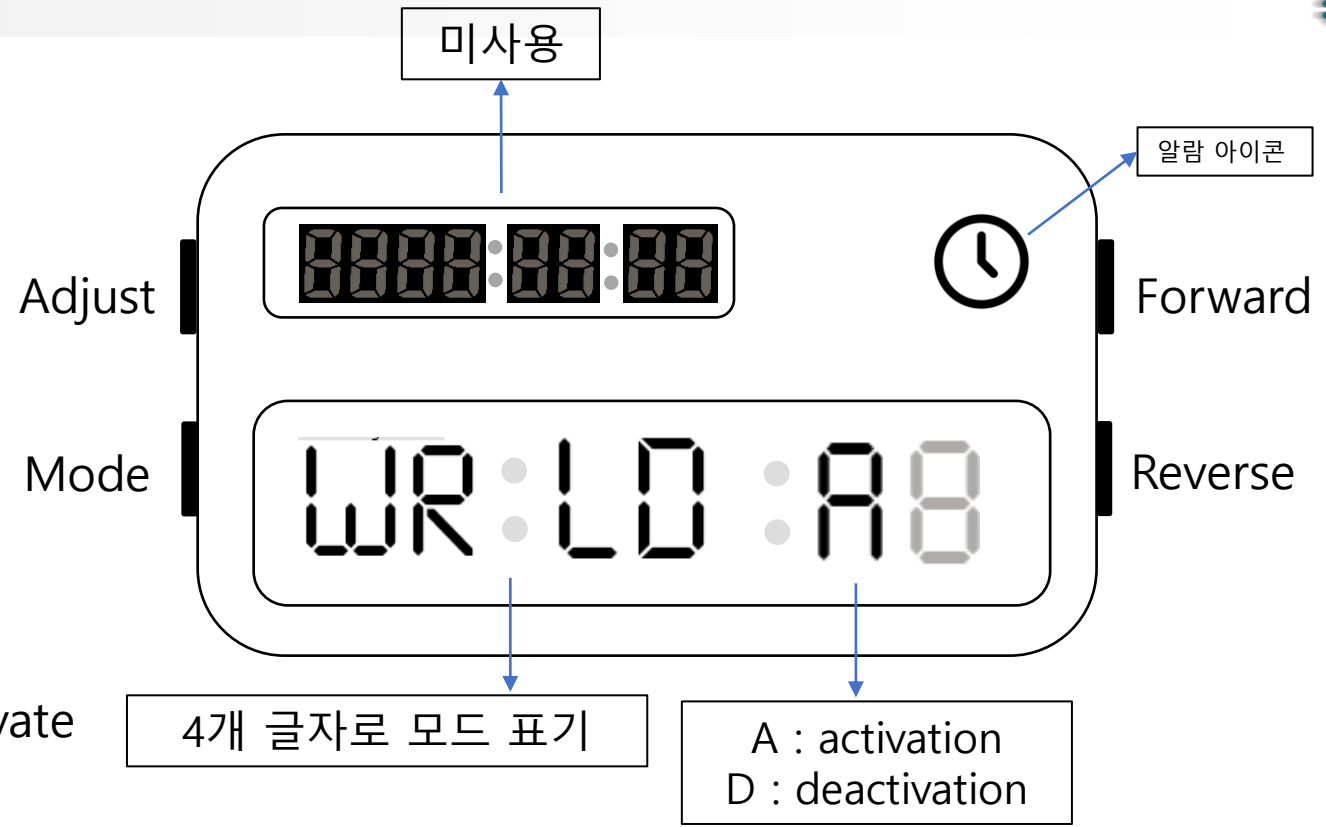 미사용
알람 아이콘
Adjust
Forward
Mode
WR LD A
Reverse
vate
4개 글자로 모드 표기
A : activation
D : deactivation